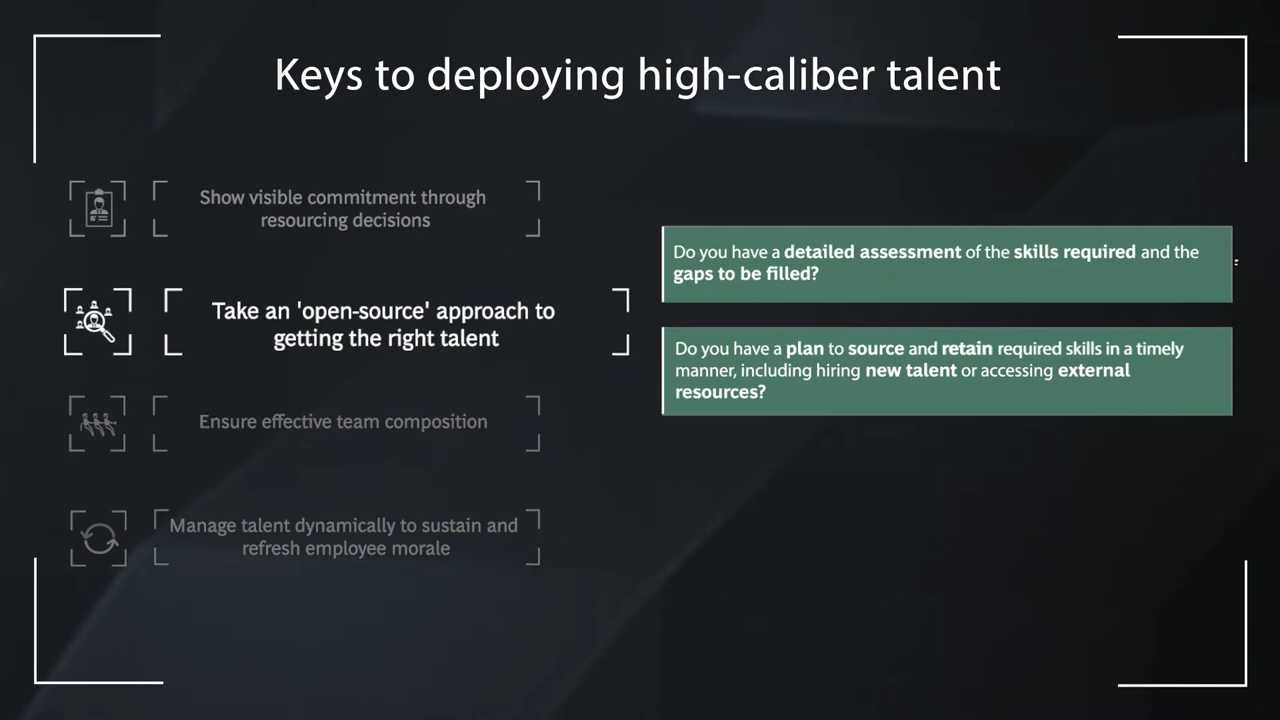 Keys to deploying high-caliber talent
Show visible commitment through
resourcing decisions
Take an 'open-source' approach to
getting the right talent
Ensure effective team composition
Manage talent dynamically to sustain and
refresh employee morale
Do you have a detailed assessment of the skills required and the
gaps to be filled?
Do you have a plan to source and retain required skills in a timely
manner, including hiring new talent or accessing external
resources?